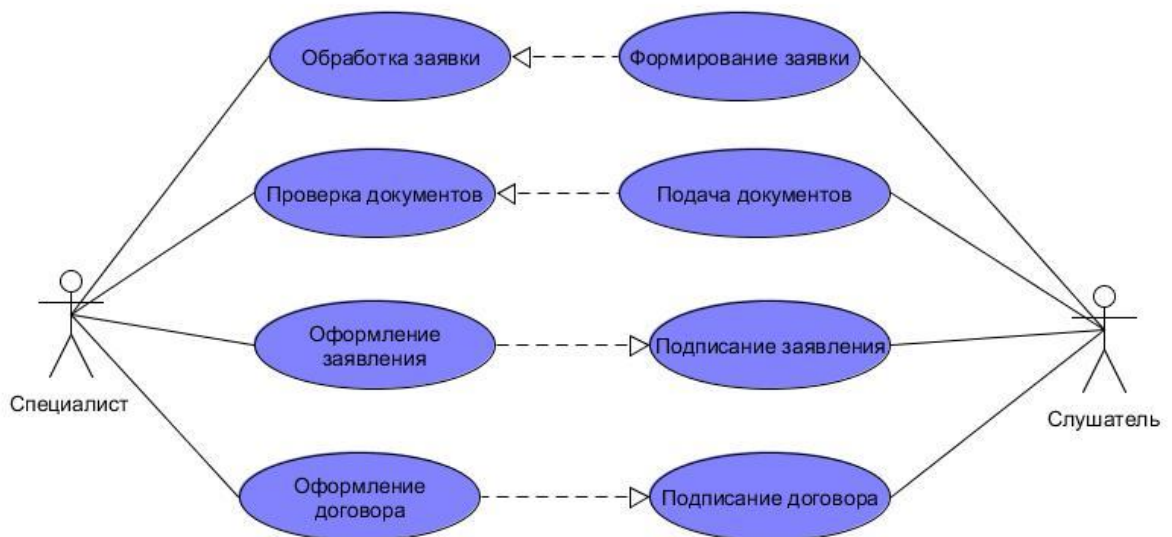 Обработка заявки
Формирование заявки
Проверка документов
Подача документов
Оформление
заявления
Подписание заявления
Специалист
Слушатель
Оформление
договора
Подписание договора